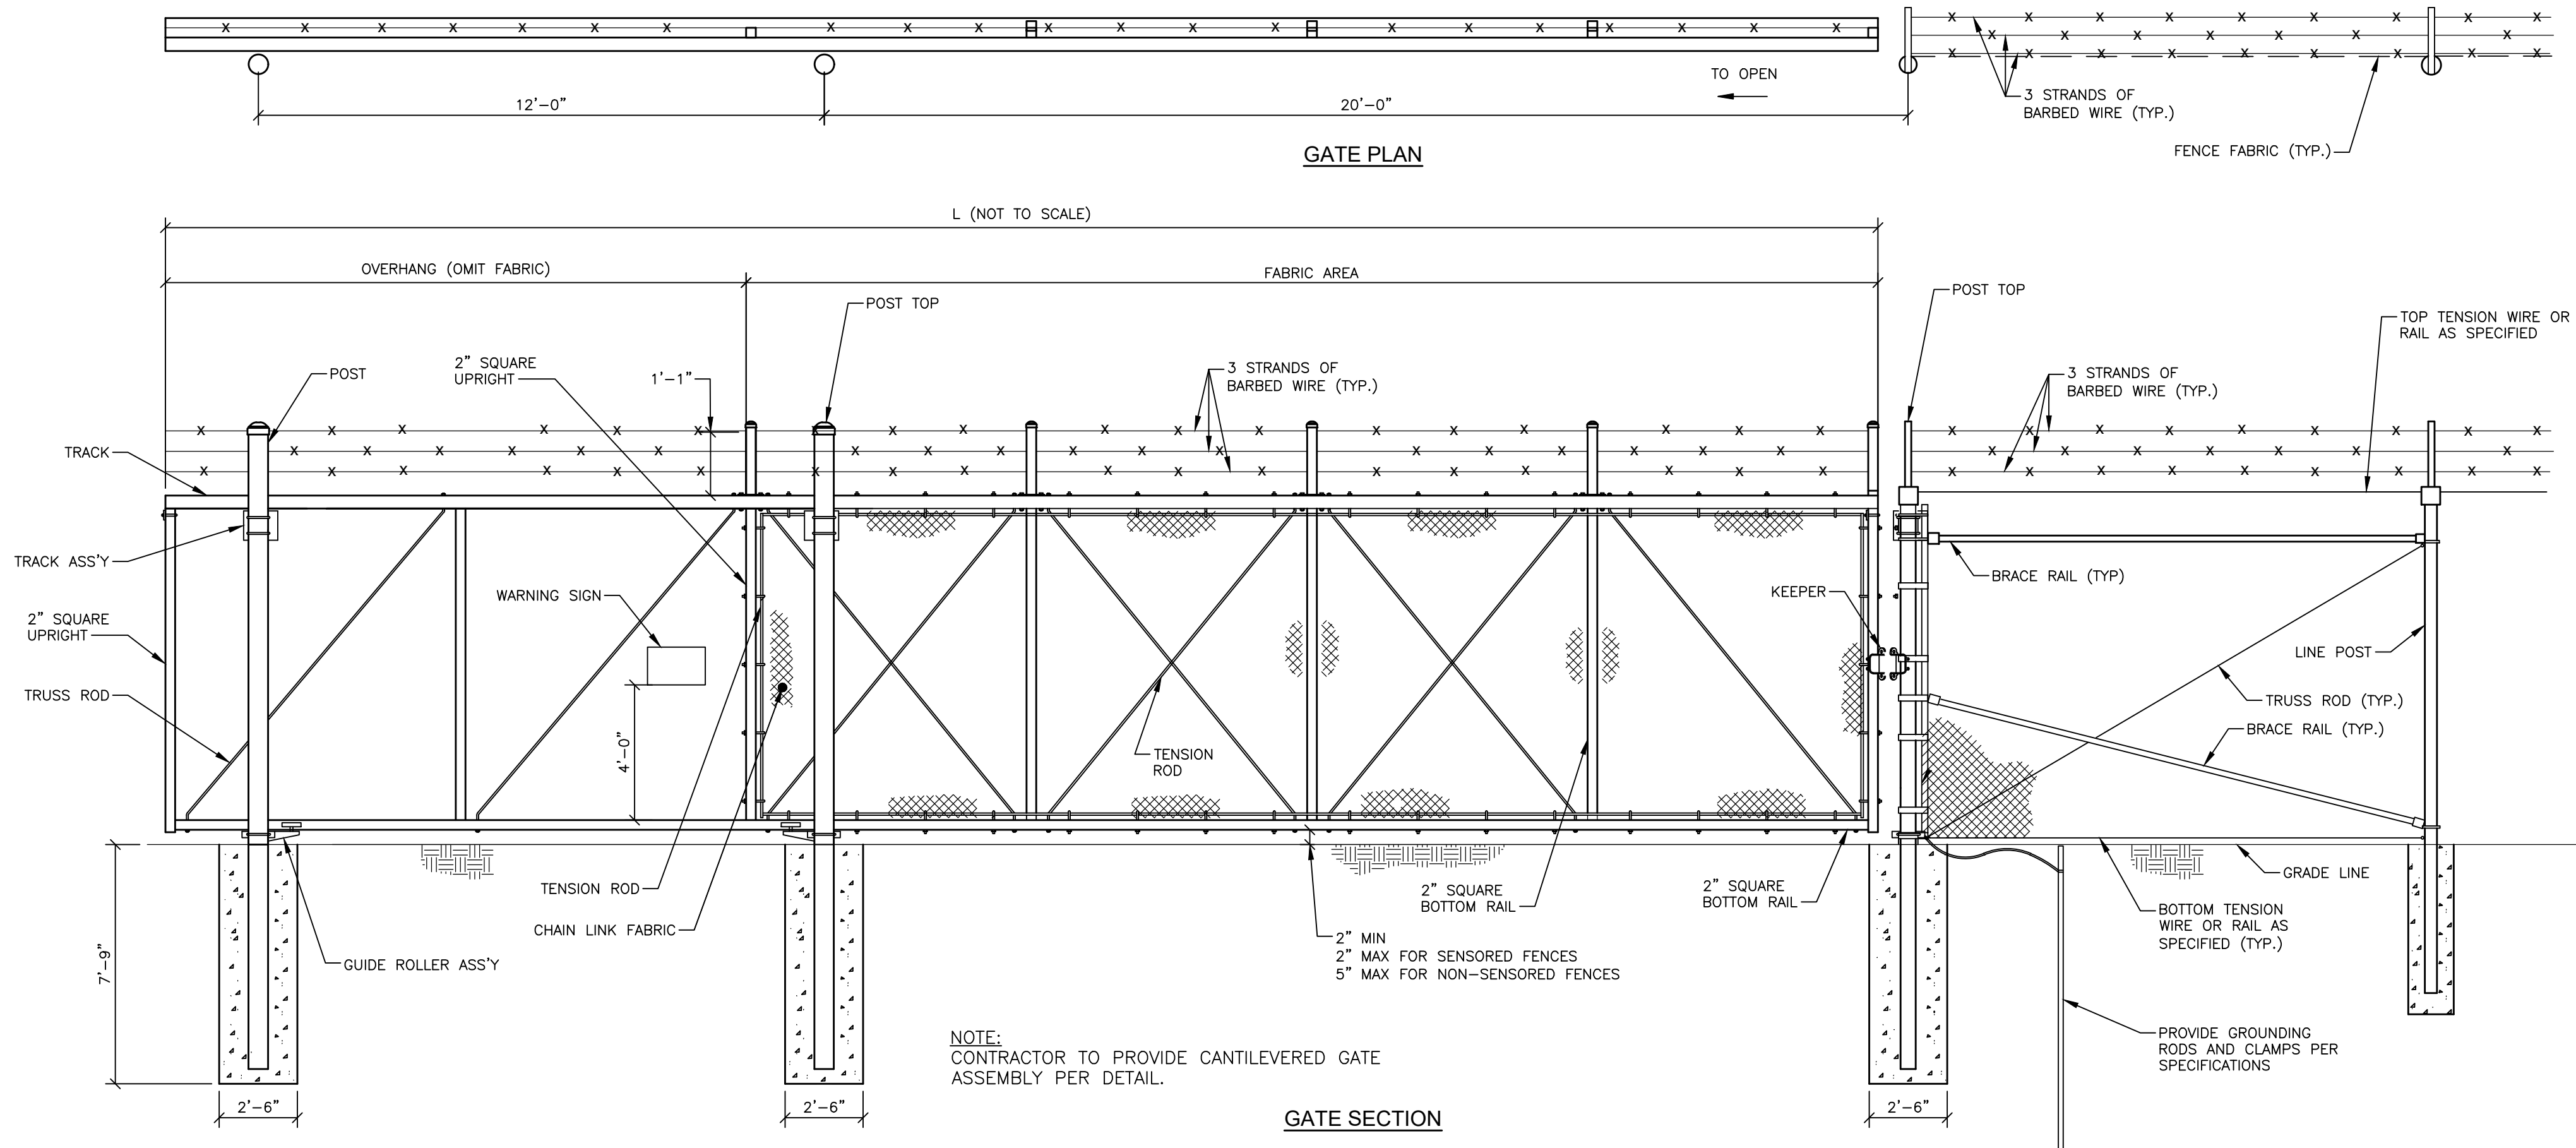 TO OPEN
12'-0"
20'-0"
3 STRANDS OF
BARBED WIRE (TYP.)
FENCE FABRIC (TYP.)
GATE PLAN
L (NOT TO SCALE)
OVERHANG (OMIT FABRIC)
FABRIC AREA
POST TOP
POST TOP
TOP TENSION WIRE OR
RAIL AS SPECIFIED
2" SQUARE
UPRIGHT
POST
1'-1"
3 STRANDS OF
BARBED WIRE (TYP.)
3 STRANDS OF
BARBED WIRE (TYP.)
TRACK
TRACK ASS'Y
BRACE RAIL (TYP)
WARNING SIGN
KEEPER
2" SQUARE
UPRIGHT
LINE POST
TRUSS ROD
TRUSS ROD (TYP.)
BRACE RAIL (TYP.)
4'-0"
TENSION
ROD
GRADE LINE
TENSION ROD
2" SQUARE
BOTTOM RAIL
2" SQUARE
BOTTOM RAIL
CHAIN LINK FABRIC
BOTTOM TENSION
WIRE OR RAIL AS
SPECIFIED (TYP.)
2" MIN
2" MAX FOR SENSORED FENCES
5" MAX FOR NON-SENSORED FENCES
GUIDE ROLLER ASS'Y
7'-9"
NOTE:
CONTRACTOR TO PROVIDE CANTILEVERED GATE
ASSEMBLY PER DETAIL.
PROVIDE GROUNDING
RODS AND CLAMPS PER
SPECIFICATIONS
2'-6"
2'-6"
2'-6"
GATE SECTION